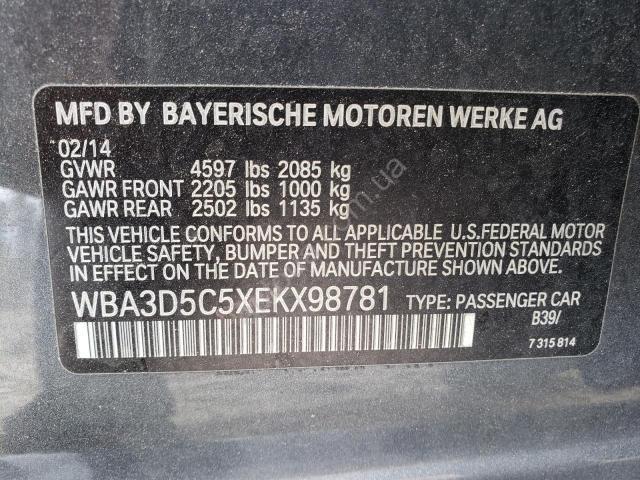 MFD BY BAYERISCHE MOTOREN WERKE AG
02/14
GVWR 4597 lbs 2085 kg
GAWR FRONT 2205 lbs 1000 kg
GAWR REAR 2502 lbs 1135 kg
THIS VEHICLE CONFORMS TO ALL APPLICABLE U.S.FEDERAL MOTOR
VEHICLE SAFETY, BUMPER AND THEFT PREVENTION STANDARDS
IN EFFECT ON THE DATE OF MANUFACTURE SHOWN ABOVE.
WBA3D5C5XEKX98781 TYPE: PASSENGER CAR
B39/
7 315 814